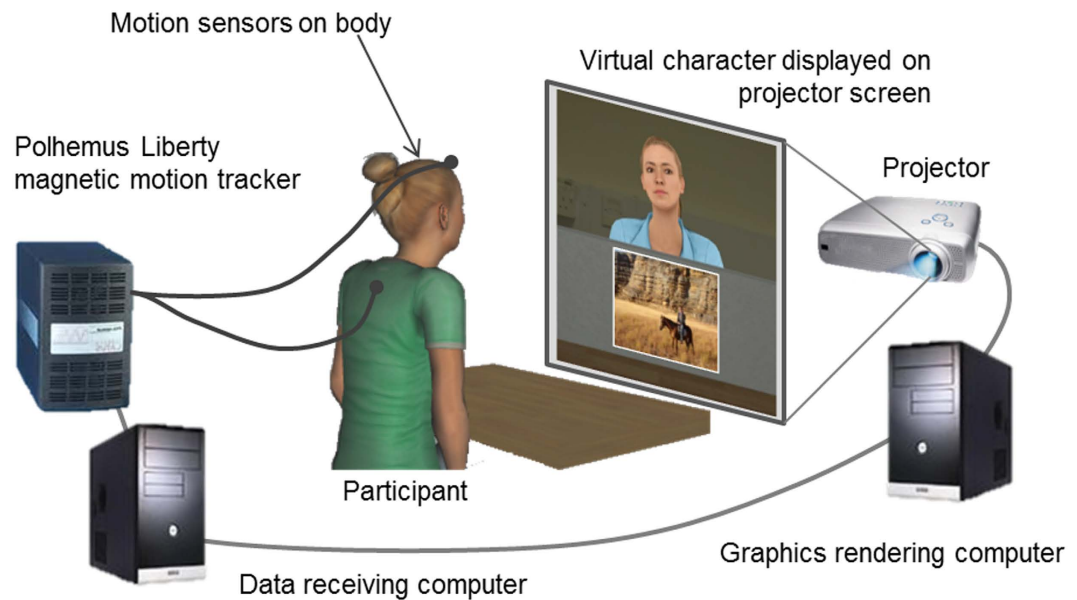 Motion sensors on body
Virtual character displayed on
projector screen
Polhemus Liberty
magnetic motion tracker
Projector
Participant
Graphics rendering computer
Data receiving computer